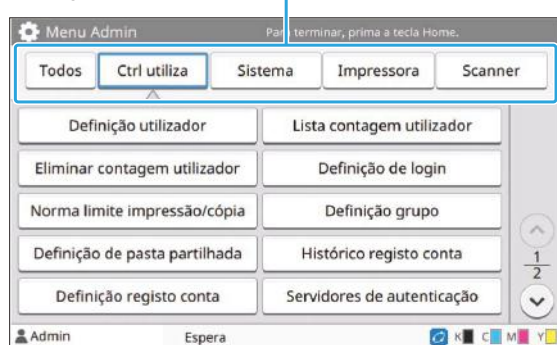 Menu Admin Para terminar, prima a tecla Home.
Todos Ctrl utiliza Sistema Impressora Scanner
Definição utilizador Lista contagem utilizador
Eliminar contagem utilizador Definição de login
Norma limite impressão/cópia Definição grupo
Definição de pasta partilhada Histórico registo conta
Definição registo conta Servidores de autenticação
1
2
Admin Espera K C M Y